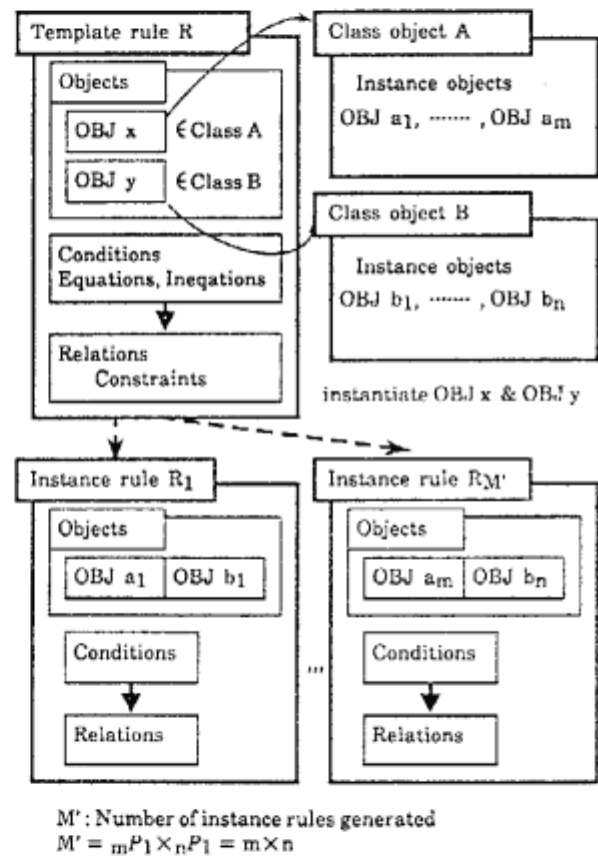 Template rule R
Objects
OBJ x ∈ Class A
OBJ y ∈ Class B
Conditions
Equations, Ineqations
Relations
Constraints
Class object A
Instance objects
OBJ a₁, ······· , OBJ aₘ
Class object B
Instance objects
OBJ b₁, ······· , OBJ bₙ
instantiate OBJ x & OBJ y
Instance rule R₁
Objects
OBJ a₁ OBJ b₁
Conditions
Relations
...
Instance rule R_M'
Objects
OBJ aₘ OBJ bₙ
Conditions
Relations
M' : Number of instance rules generated
M' = ₘP₁ × ₙP₁ = m × n